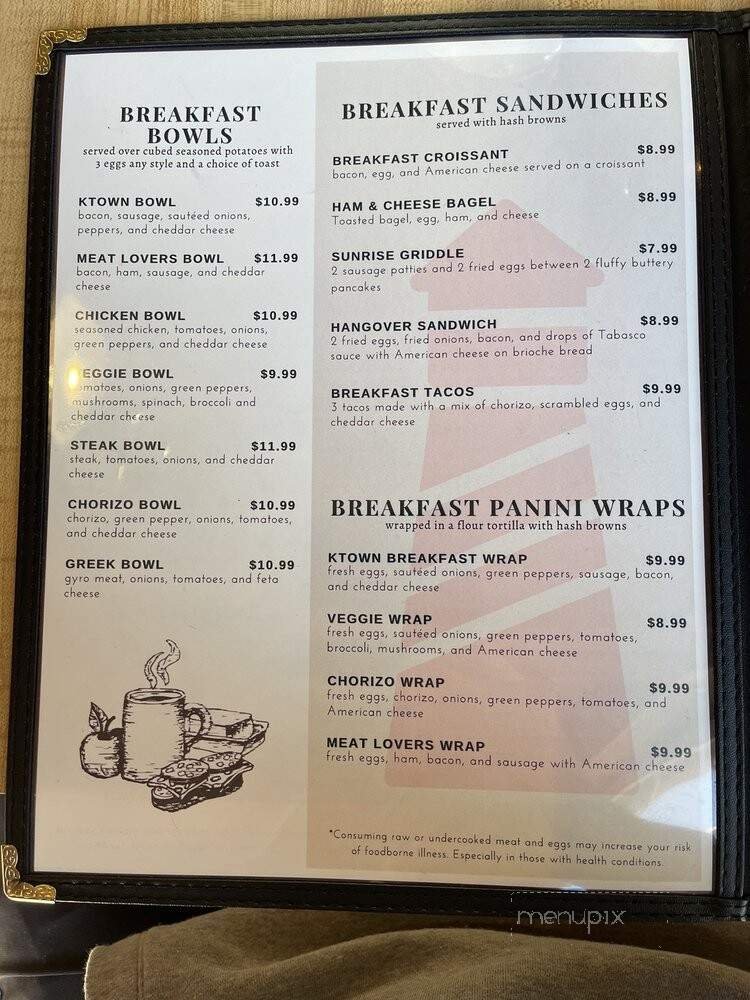 BREAKFAST
BOWLS
served over cubed seasoned potatoes with
3 eggs any style and a choice of toast
KTOWN BOWL $10.99
bacon, sausage, sautéed onions,
peppers, and cheddar cheese
MEAT LOVERS BOWL $11.99
bacon, ham, sausage, and cheddar
cheese
CHICKEN BOWL $10.99
seasoned chicken, tomatoes, onions,
green peppers, and cheddar cheese
VEGGIE BOWL $9.99
tomatoes, onions, green peppers,
mushrooms, spinach, broccoli and
cheddar cheese
STEAK BOWL $11.99
steak, tomatoes, onions, and cheddar
cheese
CHORIZO BOWL $10.99
chorizo, green pepper, onions, tomatoes,
and cheddar cheese
GREEK BOWL $10.99
gyro meat, onions, tomatoes, and feta
cheese
BREAKFAST SANDWICHES
served with hash browns
BREAKFAST CROISSANT $8.99
bacon, egg, and American cheese served on a croissant
HAM & CHEESE BAGEL $8.99
Toasted bagel, egg, ham, and cheese
SUNRISE GRIDDLE $7.99
2 sausage patties and 2 fried eggs between 2 fluffy buttery
pancakes
HANGOVER SANDWICH $8.99
2 fried eggs, fried onions, bacon, and drops of Tabasco
sauce with American cheese on brioche bread
BREAKFAST TACOS $9.99
3 tacos made with a mix of chorizo, scrambled eggs, and
cheddar cheese
BREAKFAST PANINI WRAPS
wrapped in a flour tortilla with hash browns
KTOWN BREAKFAST WRAP $9.99
fresh eggs, sautéed onions, green peppers, sausage, bacon,
and cheddar cheese
VEGGIE WRAP $8.99
fresh eggs, sautéed onions, green peppers, tomatoes,
broccoli, mushrooms, and American cheese
CHORIZO WRAP $9.99
fresh eggs, chorizo, onions, green peppers, tomatoes, and
American cheese
MEAT LOVERS WRAP $9.99
fresh eggs, ham, bacon, and sausage with American cheese
*Consuming raw or undercooked meat and eggs may increase your risk
of foodborne illness. Especially in those with health conditions.
menupix